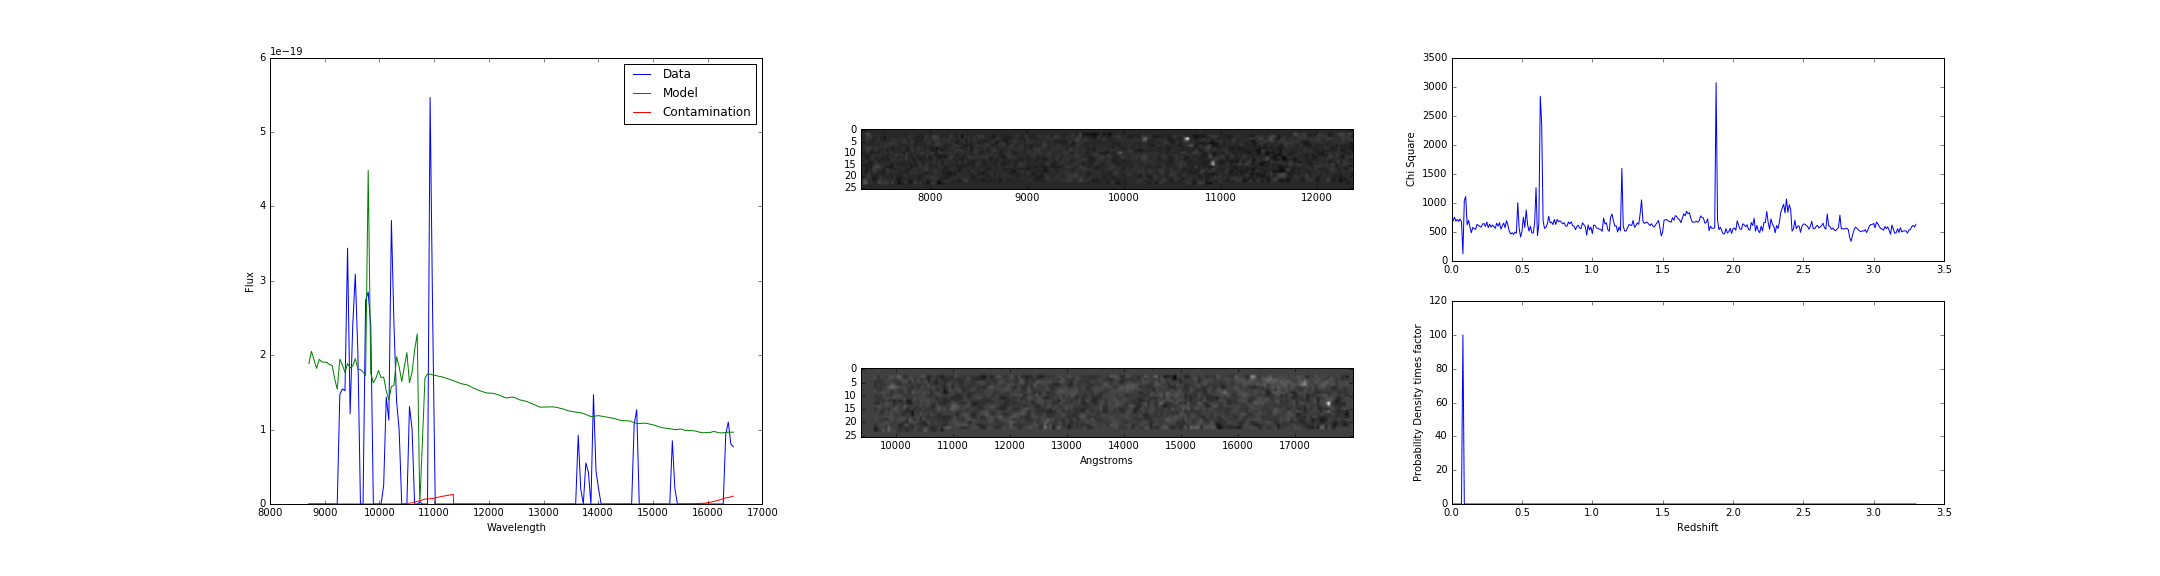 1e−19
6
5
4
3
2
1
0
Flux
8000 9000 10000 11000 12000 13000 14000 15000 16000 17000
Wavelength
Data
Model
Contamination
0
5
10
15
20
25
8000 9000 10000 11000 12000
0
5
10
15
20
25
10000 11000 12000 13000 14000 15000 16000 17000
Angstroms
3500
3000
2500
2000
1500
1000
500
0
Chi Square
0.0 0.5 1.0 1.5 2.0 2.5 3.0 3.5
120
100
80
60
40
20
0
Probability Density times factor
0.0 0.5 1.0 1.5 2.0 2.5 3.0 3.5
Redshift